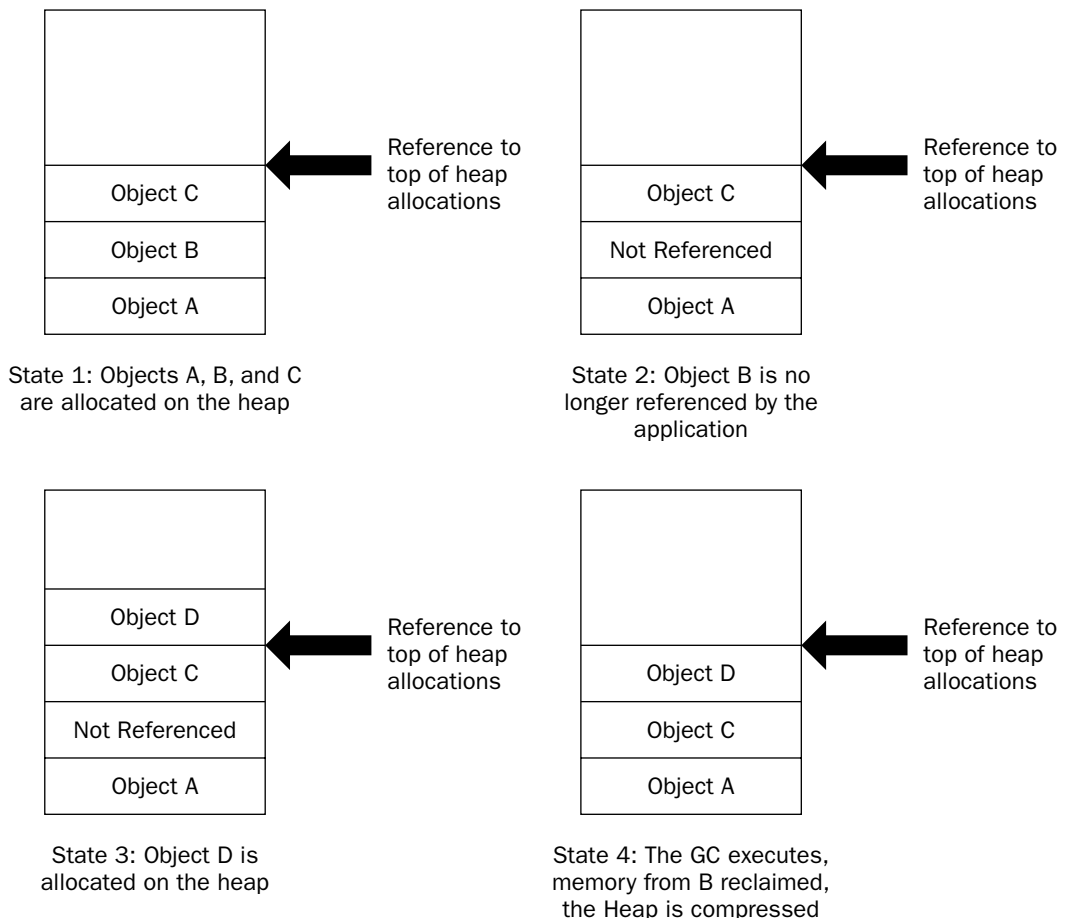 Object C
Object B
Object A
Reference to
top of heap
allocations
State 1: Objects A, B, and C
are allocated on the heap
Object C
Not Referenced
Object A
Reference to
top of heap
allocations
State 2: Object B is no
longer referenced by the
application
Object D
Object C
Not Referenced
Object A
Reference to
top of heap
allocations
State 3: Object D is
allocated on the heap
Object D
Object C
Object A
Reference to
top of heap
allocations
State 4: The GC executes,
memory from B reclaimed,
the Heap is compressed